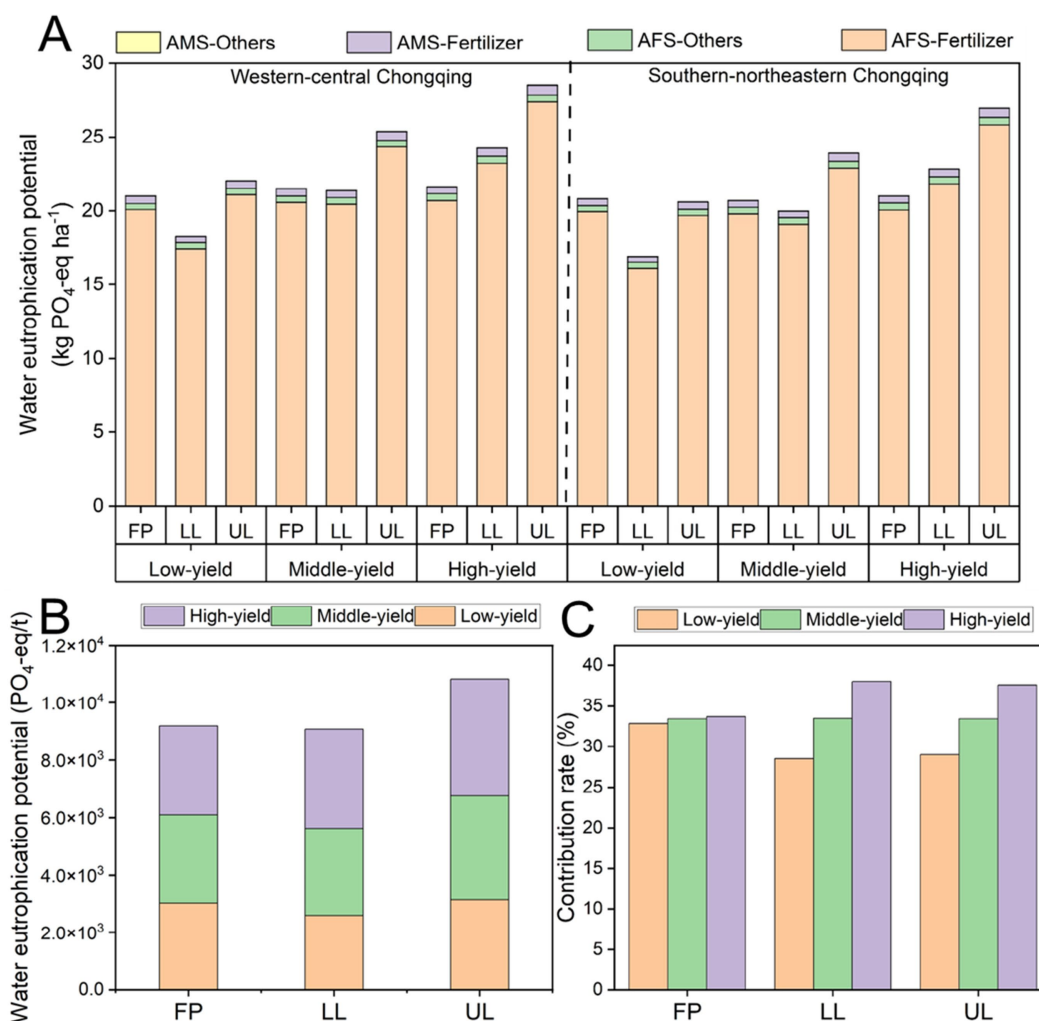 A
AMS-Others AMS-Fertilizer AFS-Others AFS-Fertilizer
Western-central Chongqing Southern-northeastern Chongqing
Water eutrophication potential
(kg PO₄-eq ha⁻¹)
30
25
20
15
10
5
0
FP LL UL FP LL UL FP LL UL FP LL UL FP LL UL FP LL UL
Low-yield Middle-yield High-yield Low-yield Middle-yield High-yield
B
High-yield Middle-yield Low-yield
Water eutrophication potential (PO₄-eq/t)
1.2×10⁴
1.0×10⁴
8.0×10³
6.0×10³
4.0×10³
2.0×10³
0.0
FP LL UL
C
Low-yield Middle-yield High-yield
Contribution rate (%)
40
35
30
25
20
15
10
5
0
FP LL UL